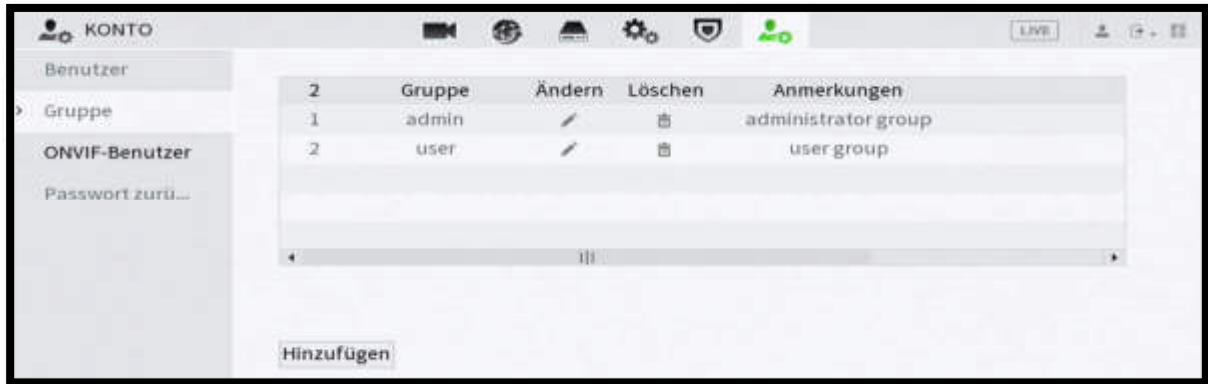 KONTO
LIVE
Benutzer
Gruppe
ONVIF-Benutzer
Passwort zurü...
2 Gruppe Ändern Löschen Anmerkungen
1 admin administrator group
2 user user group
Hinzufügen